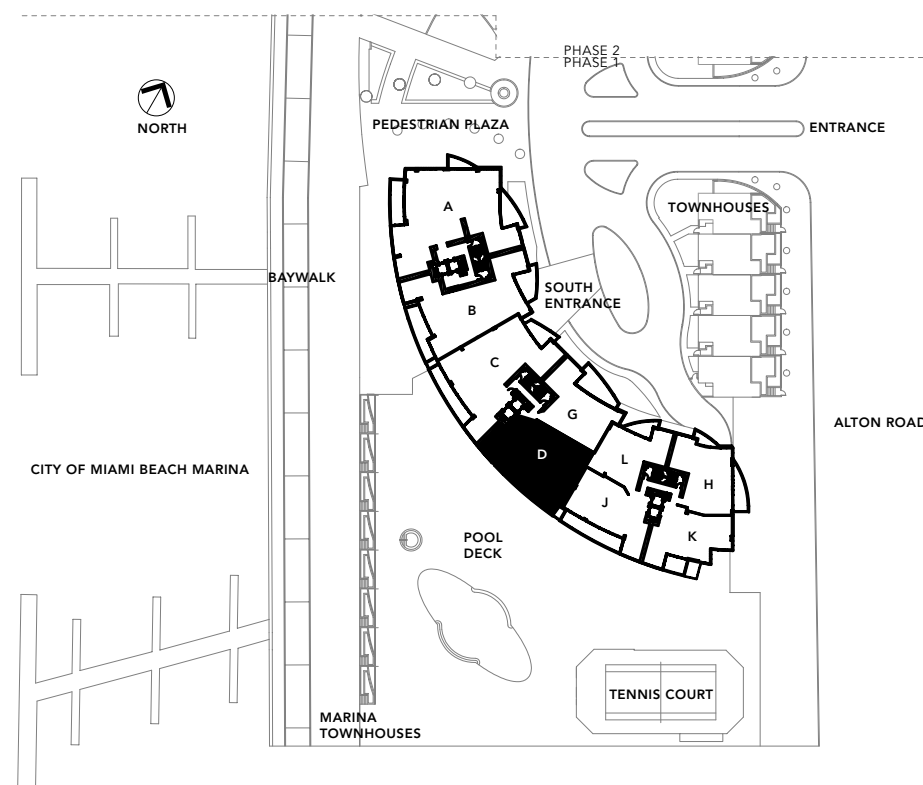 PHASE 2
PHASE 1
NORTH
PEDESTRIAN PLAZA
ENTRANCE
A
TOWNHOUSES
BAYWALK
SOUTH
ENTRANCE
B
C
G
ALTON ROAD
D
L
CITY OF MIAMI BEACH MARINA
H
J
POOL
DECK
K
TENNIS COURT
MARINA
TOWNHOUSES